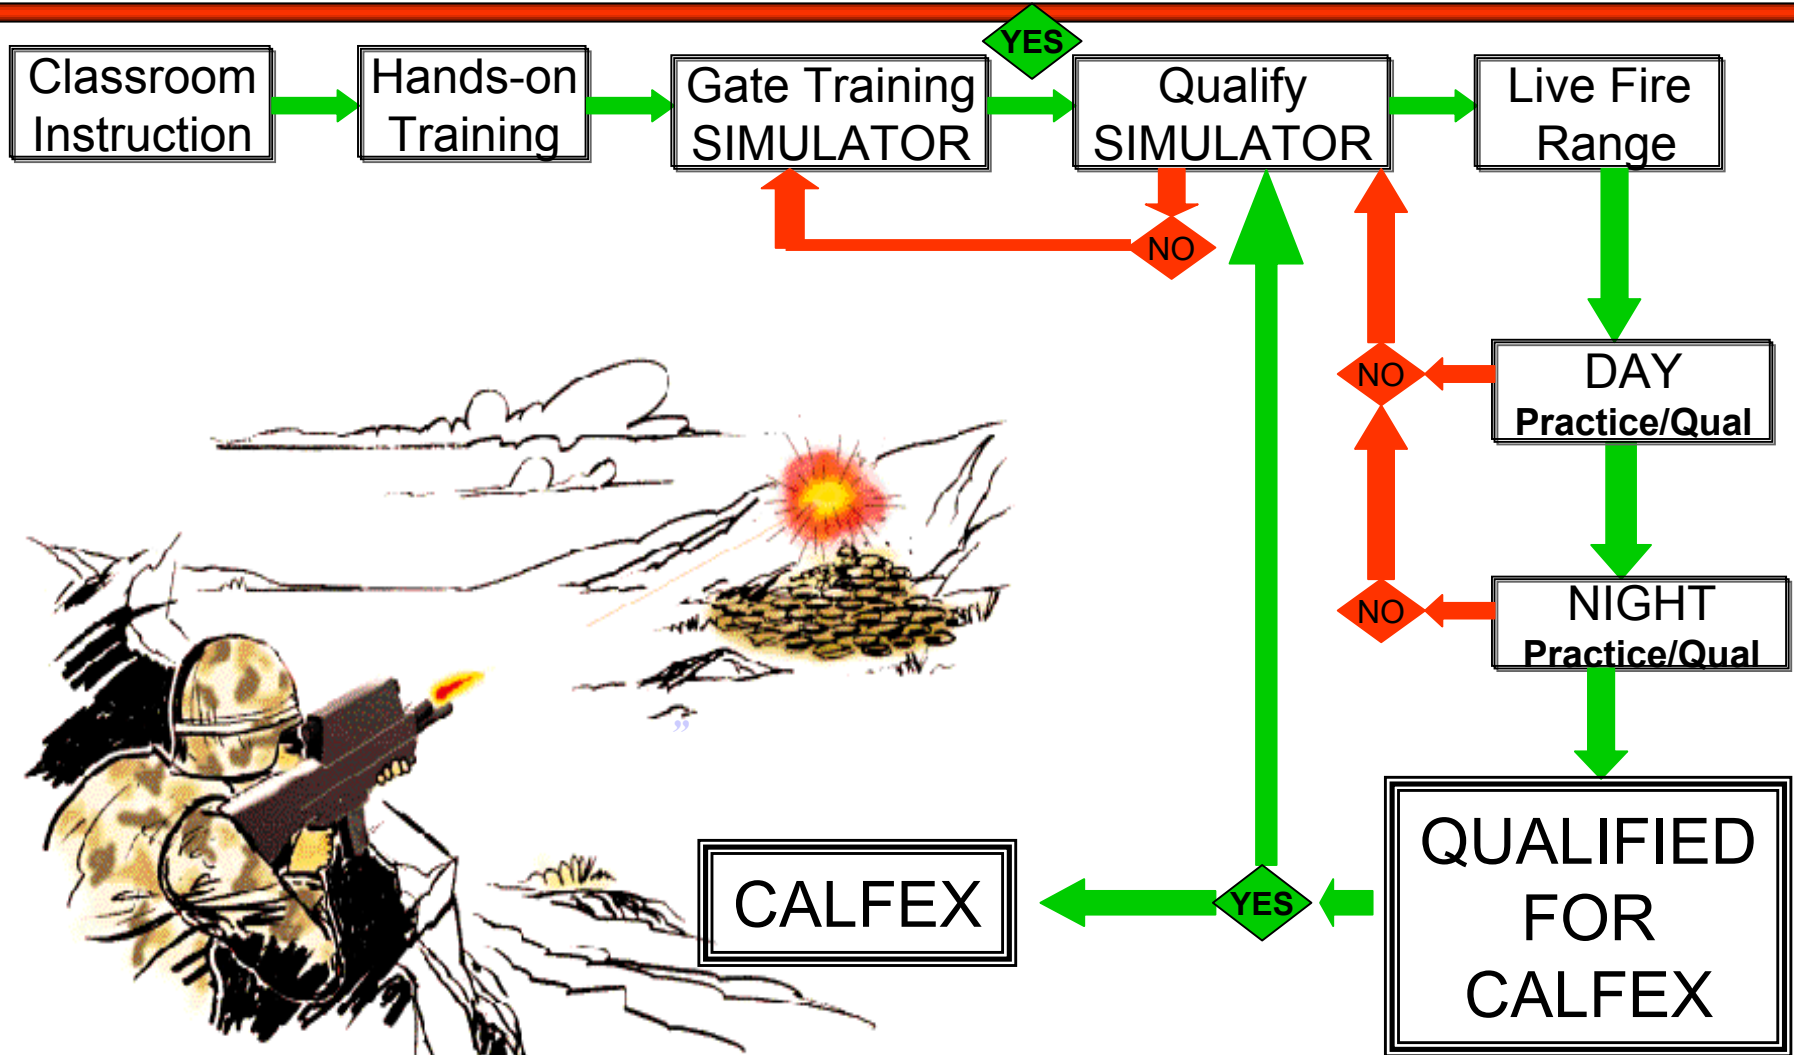 YES
Classroom
Instruction
Hands-on
Training
Gate Training
SIMULATOR
Qualify
SIMULATOR
Live Fire
Range
NO
NO
DAY
Practice/Qual
NO
NIGHT
Practice/Qual
”
CALFEX
YES
QUALIFIED
FOR
CALFEX